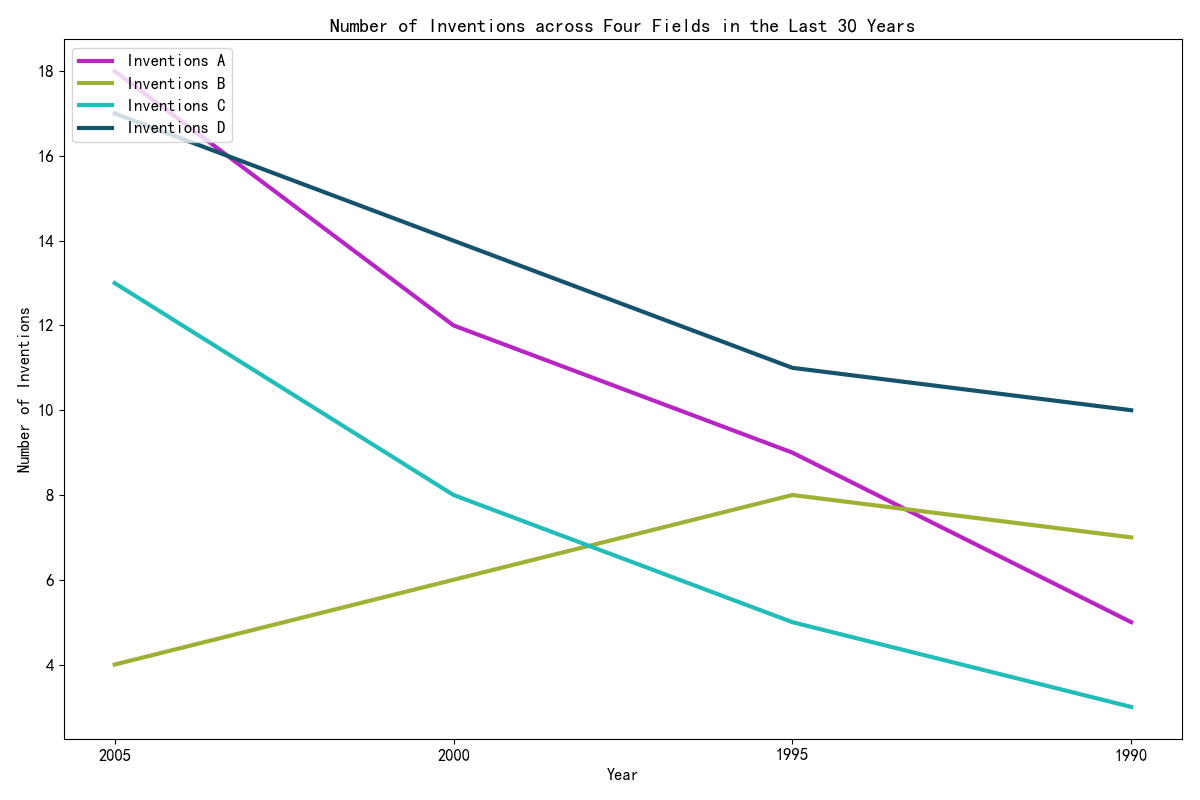 Number of Inventions across Four Fields in the Last 30 Years
Inventions A
Inventions B
Inventions C
Inventions D
18
16
14
12
10
8
6
4
Number of Inventions
2005 2000 1995 1990
Year